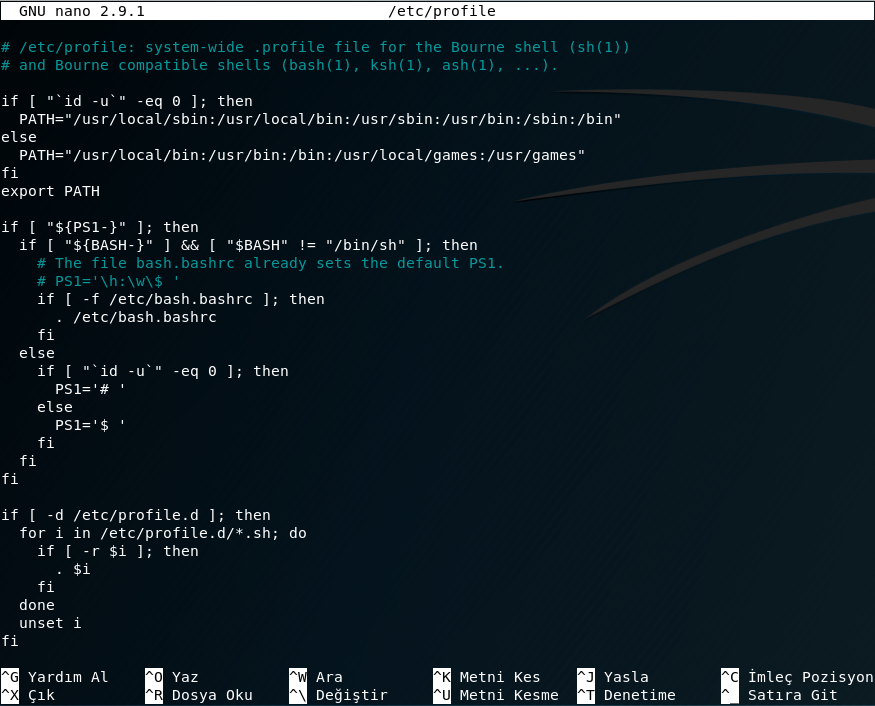 GNU nano 2.9.1 /etc/profile
# /etc/profile: system-wide .profile file for the Bourne shell (sh(1))
# and Bourne compatible shells (bash(1), ksh(1), ash(1), ...).
if [ "`id -u`" -eq 0 ]; then
  PATH="/usr/local/sbin:/usr/local/bin:/usr/sbin:/usr/bin:/sbin:/bin"
else
  PATH="/usr/local/bin:/usr/bin:/bin:/usr/local/games:/usr/games"
fi
export PATH
if [ "${PS1-}" ]; then
  if [ "${BASH-}" ] && [ "$BASH" != "/bin/sh" ]; then
    # The file bash.bashrc already sets the default PS1.
    # PS1='\h:\w\$ '
    if [ -f /etc/bash.bashrc ]; then
      . /etc/bash.bashrc
    fi
  else
    if [ "`id -u`" -eq 0 ]; then
      PS1='# '
    else
      PS1='$ '
    fi
  fi
fi
if [ -d /etc/profile.d ]; then
  for i in /etc/profile.d/*.sh; do
    if [ -r $i ]; then
      . $i
    fi
  done
  unset i
fi
^G Yardım Al ^O Yaz ^W Ara ^K Metni Kes ^J Yasla ^C İmleç Pozisyon
^X Çık ^R Dosya Oku ^\ Değiştir ^U Metni Kesme ^T Denetime ^_ Satıra Git